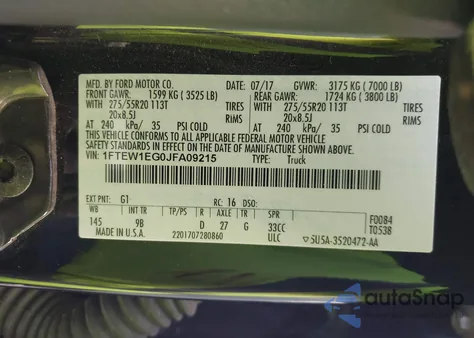 MFD. BY FORD MOTOR CO.
DATE: 07/17 GVWR: 3175 KG ( 7000 LB)
FRONT GAWR: 1599 KG ( 3525 LB) REAR GAWR: 1724 KG ( 3800 LB)
WITH 275/55R20 113T TIRES WITH 275/55R20 113T TIRES
20x8.5J RIMS 20x8.5J RIMS
AT 240 kPa/ 35 PSI COLD AT 240 kPa/ 35 PSI COLD
THIS VEHICLE CONFORMS TO ALL APPLICABLE FEDERAL MOTOR VEHICLE
SAFETY STANDARDS IN EFFECT ON THE DATE OF MANUFACTURE SHOWN ABOVE.
VIN: 1FTEW1EG0JFA09215 TYPE: Truck
EXT PNT: G1 RC: 16 DSO:
WB INT TR TP/PS R AX TR SPR F0084
145 9B D 27 G 33CC T0538
MADE IN U.S.A. 2201707280860 ULC 5U5A-3520472-AA
autoSnap